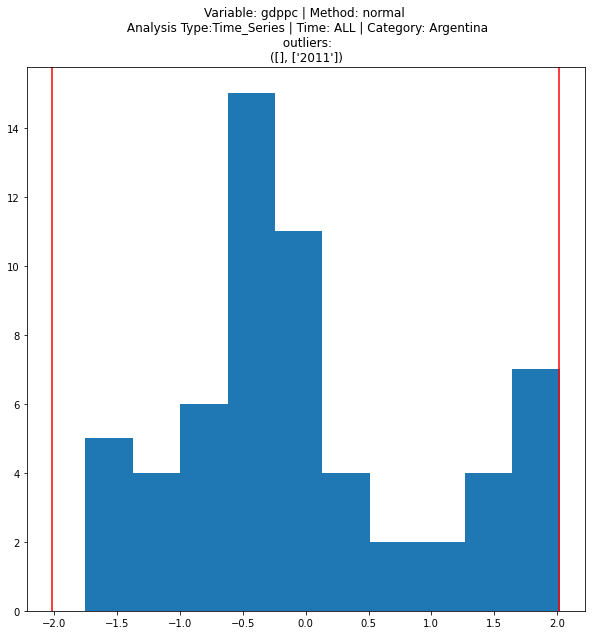 Variable: gdppc | Method: normal
Analysis Type:Time_Series | Time: ALL | Category: Argentina
outliers:
([], ['2011'])
14
12
10
8
6
4
2
0
−2.0 −1.5 −1.0 −0.5 0.0 0.5 1.0 1.5 2.0